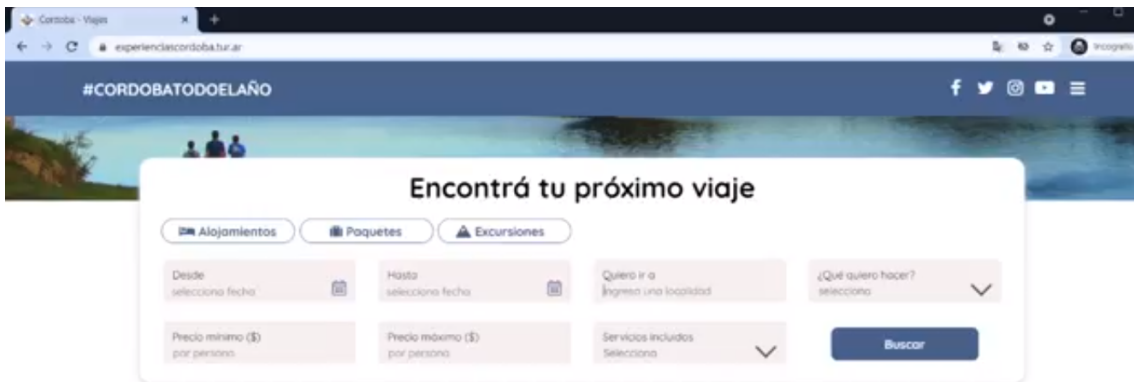 Cordoba - Viajes
experienciascordoba.tur.ar
Incognito
#CORDOBATODOELAÑO
Encontrá tu próximo viaje
Alojamientos Paquetes Excursiones
Desde Hasta Quiero ir a ¿Qué quiero hacer?
selecciona fecha selecciona fecha Ingresa una localidad selecciona
Precio mínimo ($) Precio máximo ($) Servicios incluidos
por persona por persona Selecciona
Buscar